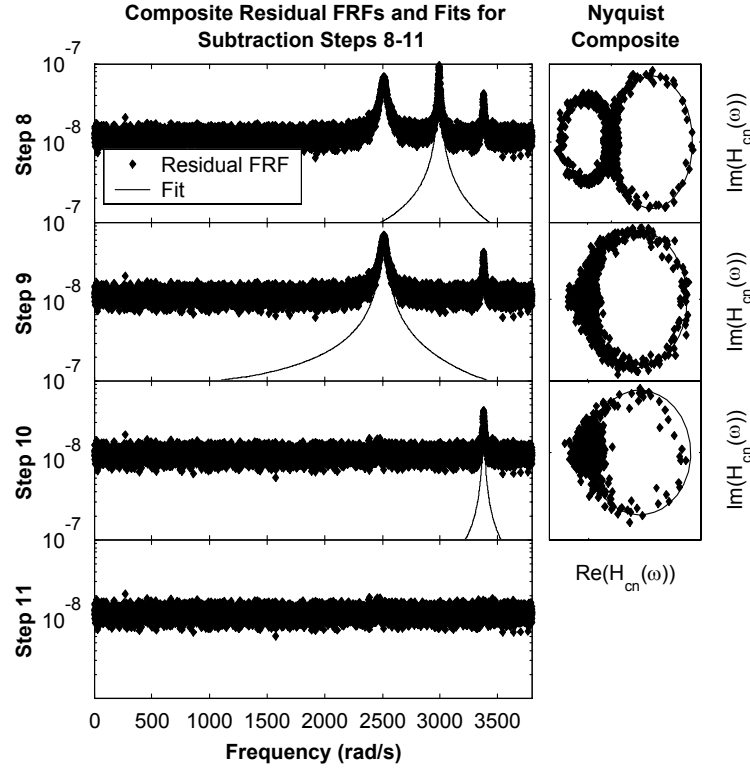 Composite Residual FRFs and Fits for
Subtraction Steps 8-11
Nyquist
Composite
Step 8
10^-7
10^-8
Residual FRF
Fit
Im(H_cn(ω))
Step 9
10^-7
10^-8
Im(H_cn(ω))
Step 10
10^-7
10^-8
Im(H_cn(ω))
Step 11
10^-7
10^-8
Re(H_cn(ω))
0 500 1000 1500 2000 2500 3000 3500
Frequency (rad/s)